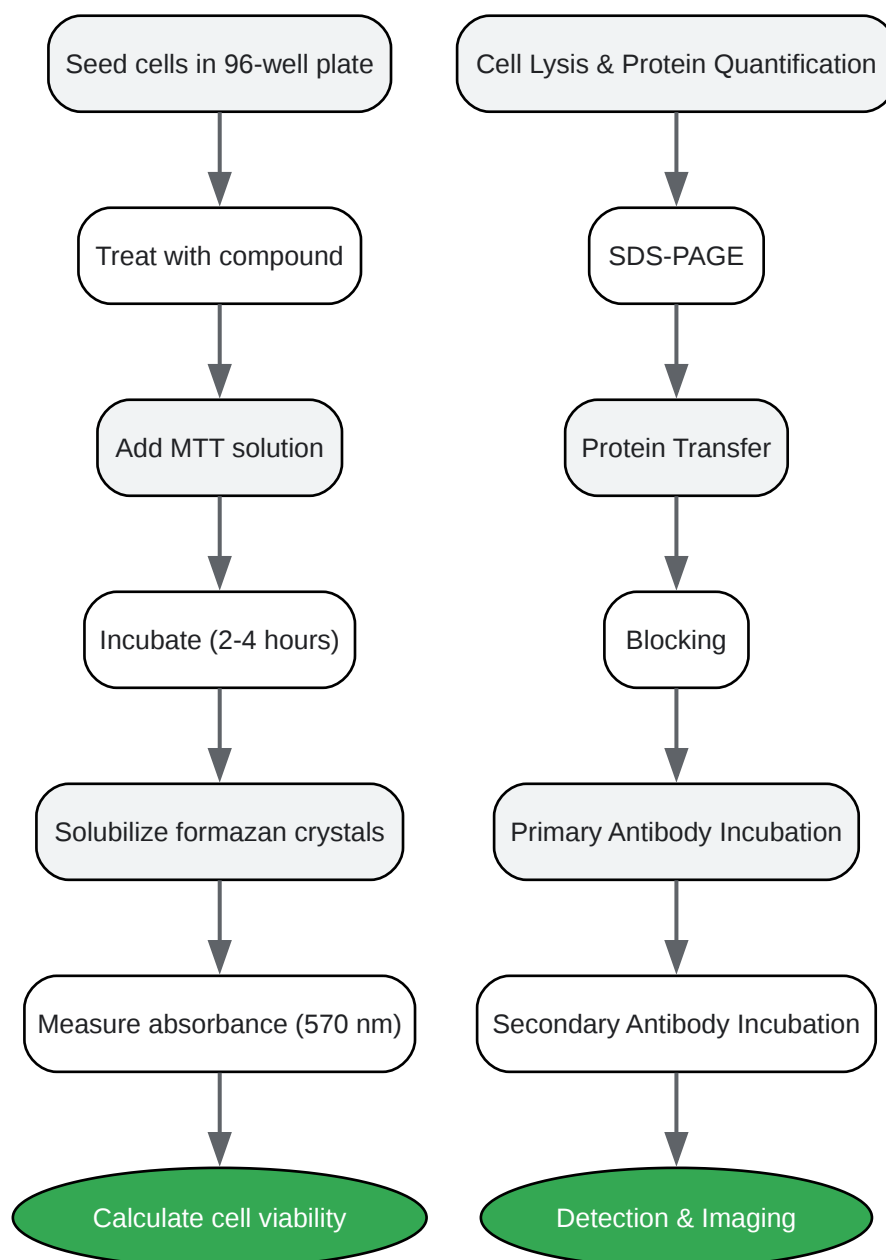 Seed cells in 96-well plate
Treat with compound
Add MTT solution
Incubate (2-4 hours)
Solubilize formazan crystals
Measure absorbance (570 nm)
Calculate cell viability
Cell Lysis & Protein Quantification
SDS-PAGE
Protein Transfer
Blocking
Primary Antibody Incubation
Secondary Antibody Incubation
Detection & Imaging